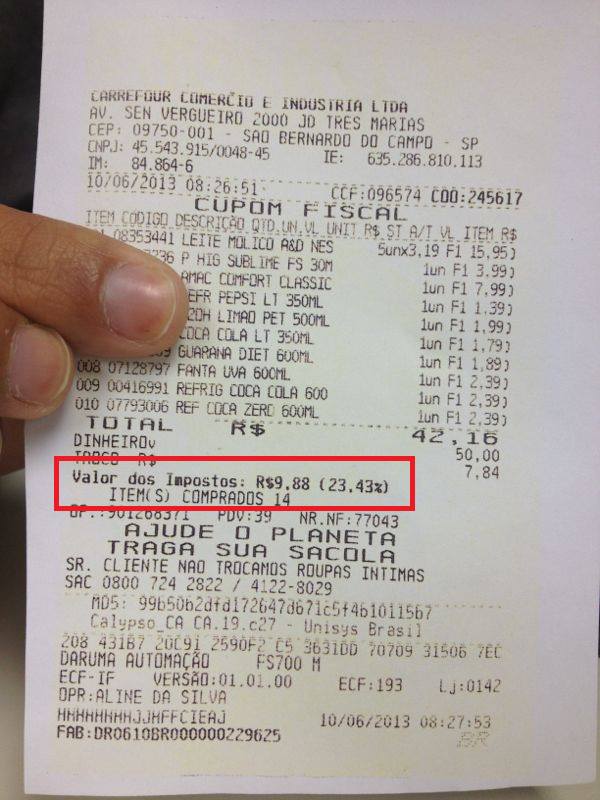 CARREFOUR COMERCIO E INDUSTRIA LTDA
AV. SEN VERGUEIRO 2000 JD TRES MARIAS
CEP: 09750-001 - SAO BERNARDO DO CAMPO - SP
CNPJ: 45.543.915/0048-45 IE: 635.286.810.113
IM: 84.864-6
10/06/2013 08:26:51 CCF:096574 COO:245617
CUPOM FISCAL
ITEM CODIGO DESCRIÇÃO QTD.UN.VL UNIT R$ ST A/T VL ITEM R$
08353441 LEITE MOLICO A&D NES 5unx3,19 F1 15,95)
P HIG SUBLIME FS 30M 1un F1 3,99)
AMAC COMFORT CLASSIC 1un F1 7,99)
PEPSI LT 350ML 1un F1 1,39)
LIMAO PET 500ML 1un F1 1,99)
COCA COLA LT 350ML 1un F1 1,79)
GUARANA DIET 600ML 1un F1 1,89)
008 07128797 FANTA UVA 600ML 1un F1 2,39)
009 00416991 REFRIG COCA COLA 600 1un F1 2,39)
010 07793006 REF COCA ZERO 600ML 1un F1 2,39)
TOTAL R$ 42,16
DINHEIROv 50,00
TROCO R$ 7,84
Valor dos Impostos: R$9.88 (23.43%)
ITEM(S) COMPRADOS 14
OP.:901268371 PDV:39 NR.NF:77043
AJUDE O PLANETA
TRAGA SUA SACOLA
SR. CLIENTE NAO TROCAMOS ROUPAS INTIMAS
SAC 0800 724 2822 / 4122-8029
MD5: 99b50b2dfd172647d671c5f461011567
Calypso_CA CA.19.c27 - Unisys Brasil
208 431B7 20C91 2590F2 C5 3631DD 70709 31506 7EC
DARUMA AUTOMAÇÃO FS700 M
ECF-IF VERSÃO:01.01.00 ECF:193 Lj:0142
OPR:ALINE DA SILVA
HHHHHHHHJJHFFCIEAJ 10/06/2013 08:27:53
FAB:DR0610BR000000229625 BR